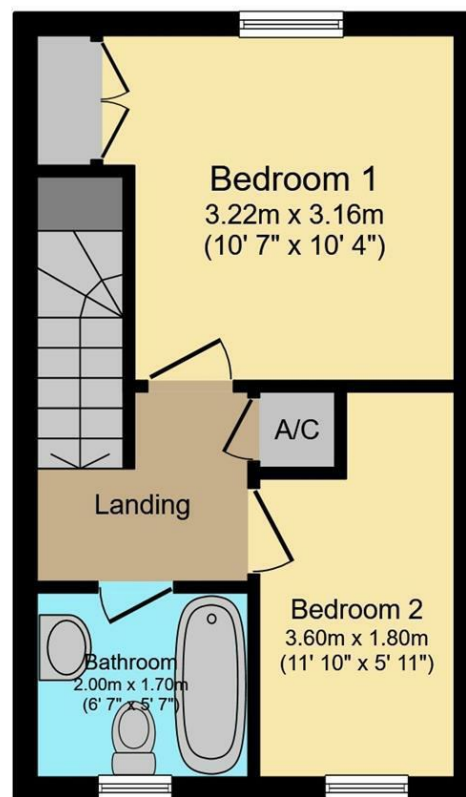 Bedroom 1
3.22m x 3.16m
(10' 7" x 10' 4")
A/C
Landing
Bedroom 2
3.60m x 1.80m
(11' 10" x 5' 11")
Bathroom
2.00m x 1.70m
(6' 7" x 5' 7")